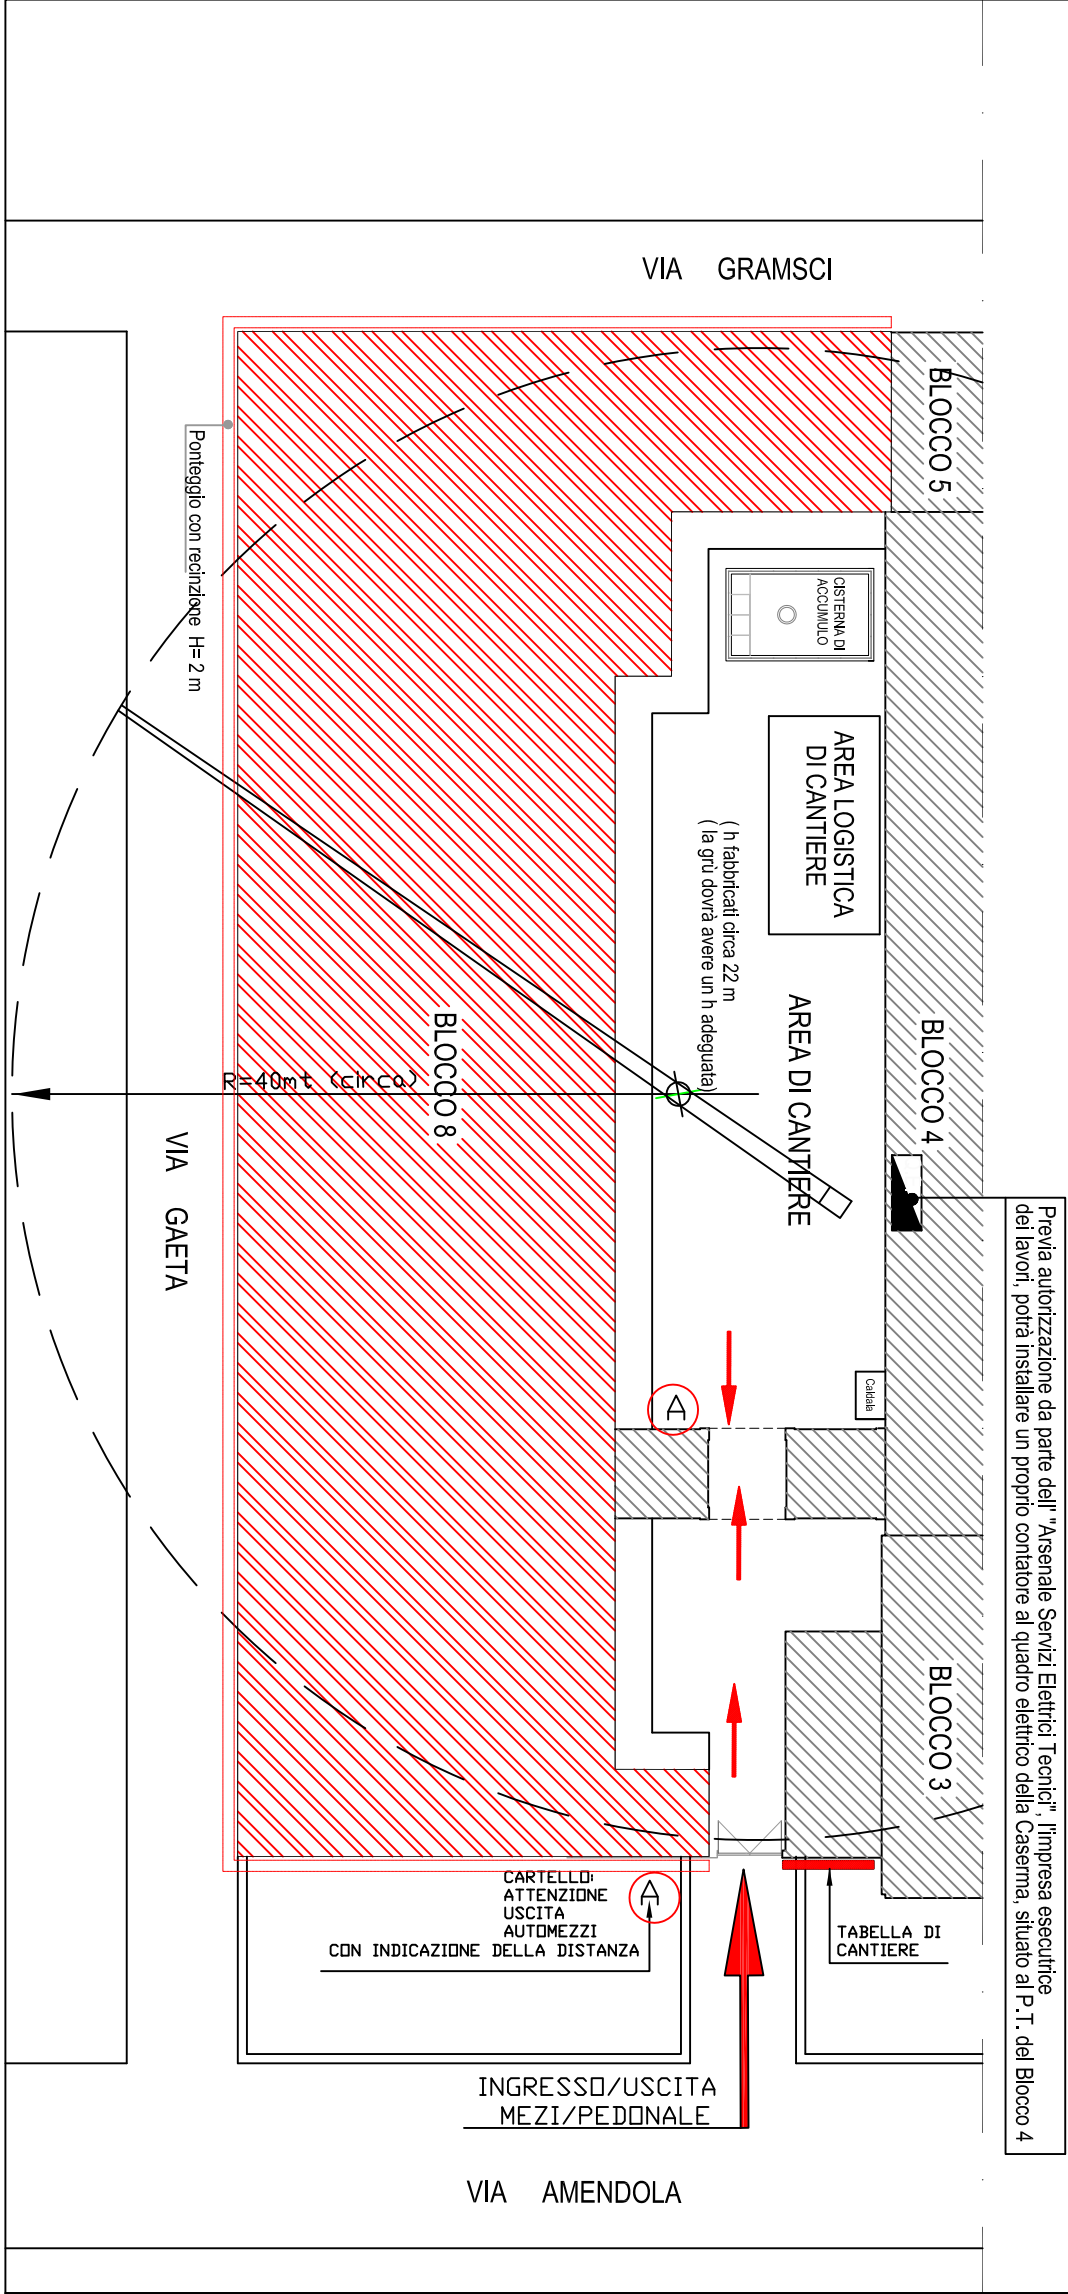 VIA GRAMSCI
BLOCCO 5
Ponteggio con recinzione H= 2 m
CISTERNA DI
ACCUMULO
AREA LOGISTICA
DI CANTIERE
( h fabbricati circa 22 m
( la grù dovrà avere un h adeguata)
AREA DI CANTIERE
BLOCCO 4
BLOCCO 8
R=40mt (circa)
VIA GAETA
Previa autorizzazione da parte dell' "Arsenale Servizi Elettrici Tecnici", l'impresa esecutrice
dei lavori, potrà installare un proprio contatore al quadro elettrico della Caserma, situato al P.T. del Blocco 4
Caldaia
A
BLOCCO 3
CARTELLO:
ATTENZIONE
USCITA
AUTOMEZZI
CON INDICAZIONE DELLA DISTANZA
A
TABELLA DI
CANTIERE
INGRESSO/USCITA
MEZI/PEDONALE
VIA AMENDOLA